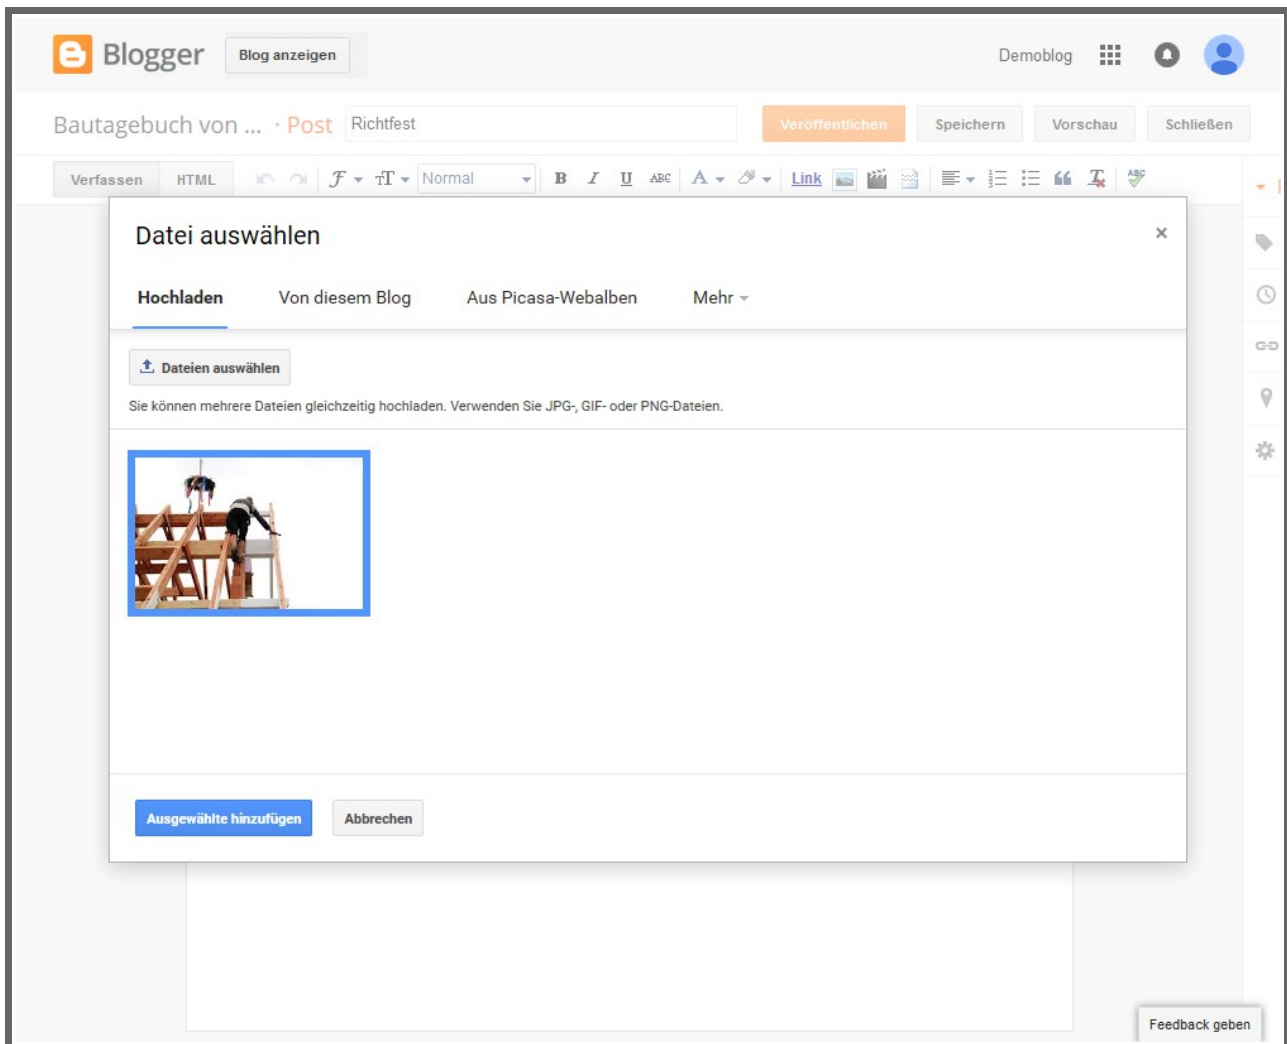 Blogger Blog anzeigen Demoblog
Bautagebuch von ... · Post Richtfest Veröffentlichen Speichern Vorschau Schließen
Verfassen HTML Normal B I U ABC A Link ABC
Datei auswählen
Hochladen Von diesem Blog Aus Picasa-Webalben Mehr
Dateien auswählen
Sie können mehrere Dateien gleichzeitig hochladen. Verwenden Sie JPG-, GIF- oder PNG-Dateien.
Ausgewählte hinzufügen Abbrechen
Feedback geben